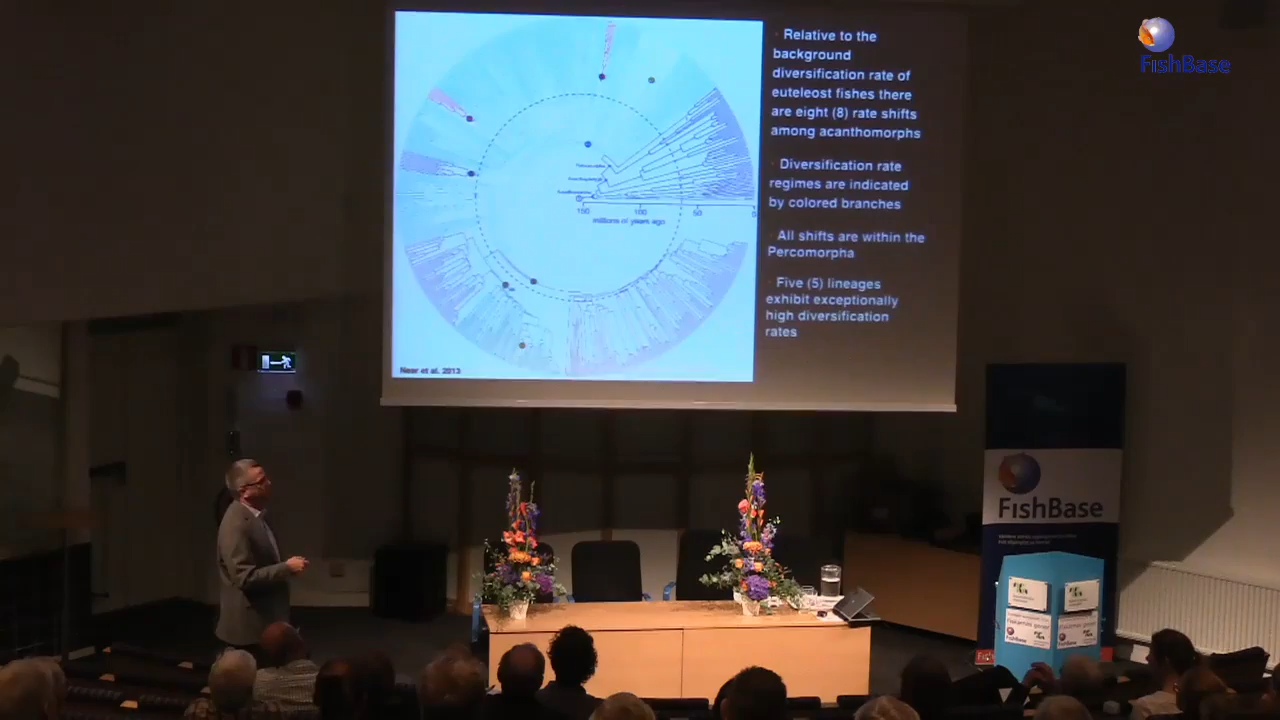 FishBase
Relative to the
background
diversification rate of
euteleost fishes there
are eight (8) rate shifts
among acanthomorphs
Diversification rate
regimes are indicated
by colored branches
All shifts are within the
Percomorpha
Five (5) lineages
exhibit exceptionally
high diversification
rates
150 100 50 0
millions of years ago
Near et al. 2013
FishBase
FishBase